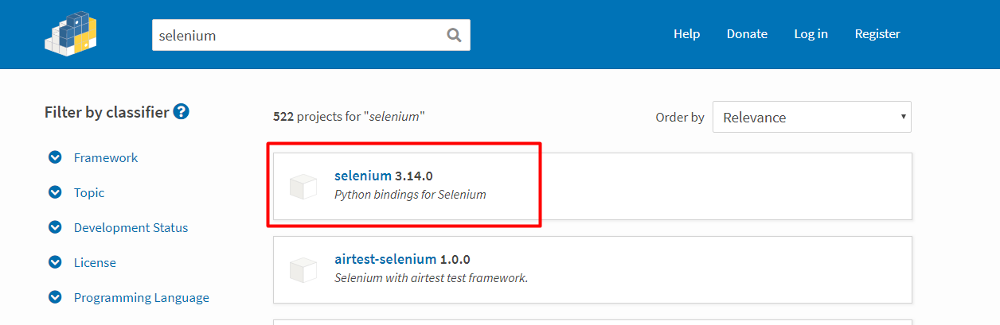 selenium
Help Donate Log in Register
Filter by classifier ?
Framework
Topic
Development Status
License
Programming Language
522 projects for "selenium"
Order by Relevance
selenium 3.14.0
Python bindings for Selenium
airtest-selenium 1.0.0
Selenium with airtest test framework.